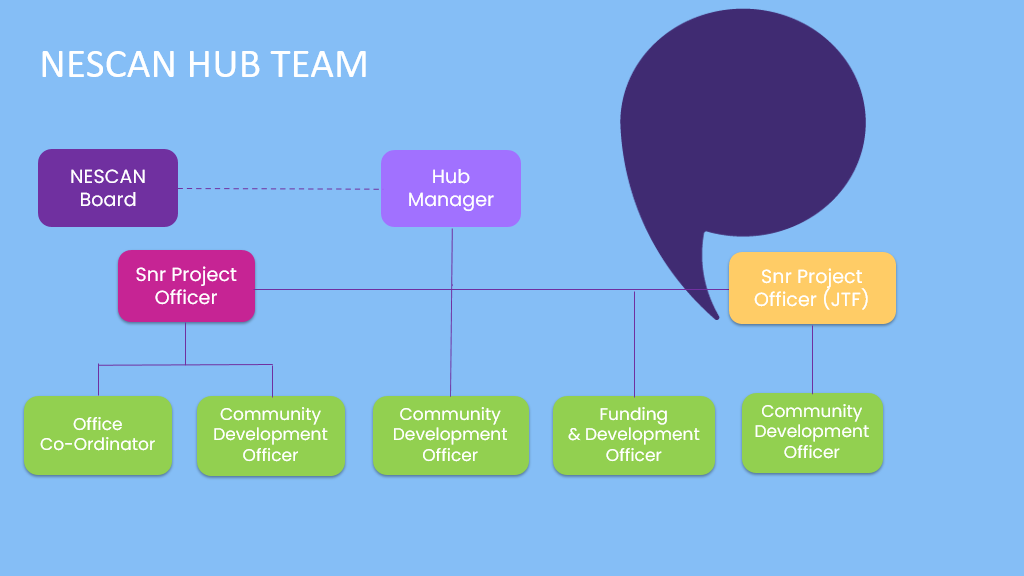 NESCAN HUB TEAM
NESCAN
Board
Hub
Manager
Snr Project
Officer
Snr Project
Officer (JTF)
Office
Co-Ordinator
Community
Development
Officer
Community
Development
Officer
Funding
& Development
Officer
Community
Development
Officer